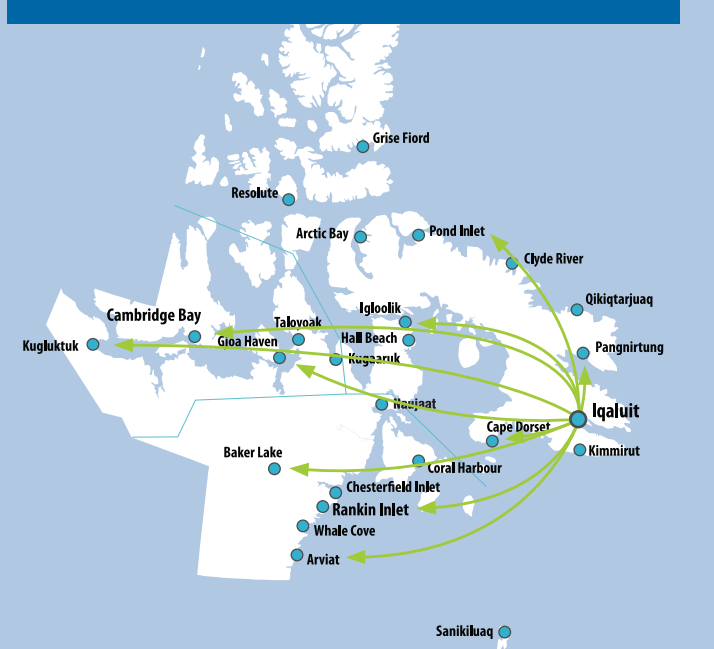 Grise Fiord
Resolute
Arctic Bay
Pond Inlet
Clyde River
Qikiqtarjuaq
Igloolik
Cambridge Bay
Taloyoak
Hall Beach
Gioa Haven
Kugluktuk
Kugaaruk
Pangnirtung
Naujaat
Iqaluit
Cape Dorset
Kimmirut
Baker Lake
Coral Harbour
Chesterfield Inlet
Rankin Inlet
Whale Cove
Arviat
Sanikiluaq